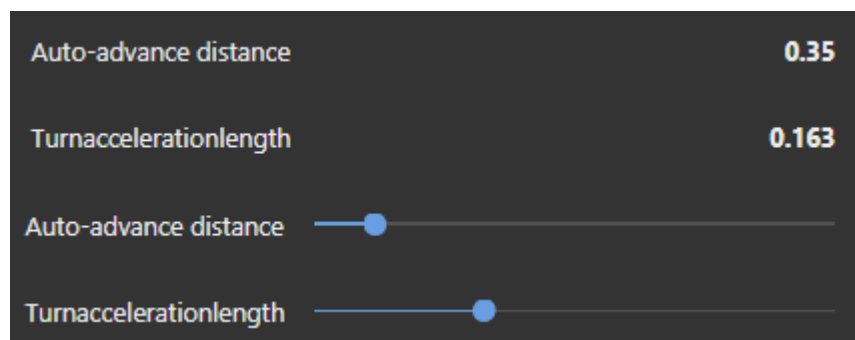 Auto-advance distance 0.35
Turnaccelerationlength 0.163
Auto-advance distance
Turnaccelerationlength